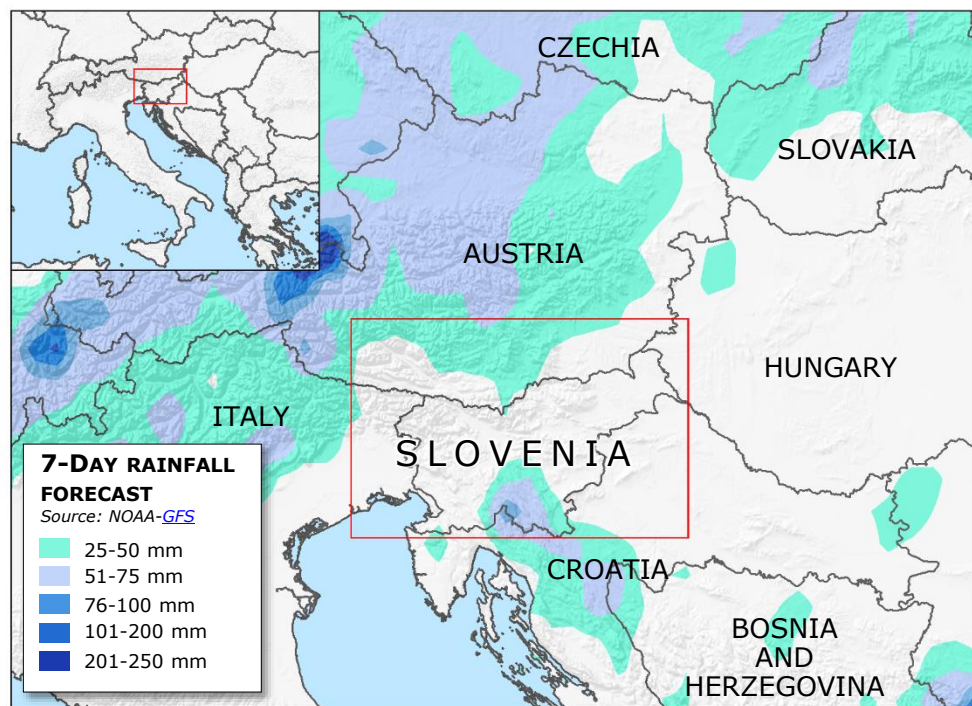 CZECHIA
SLOVAKIA
AUSTRIA
HUNGARY
ITALY
SLOVENIA
CROATIA
BOSNIA
AND
HERZEGOVINA
7-DAY RAINFALL
FORECAST
Source: NOAA-GFS
25-50 mm
51-75 mm
76-100 mm
101-200 mm
201-250 mm